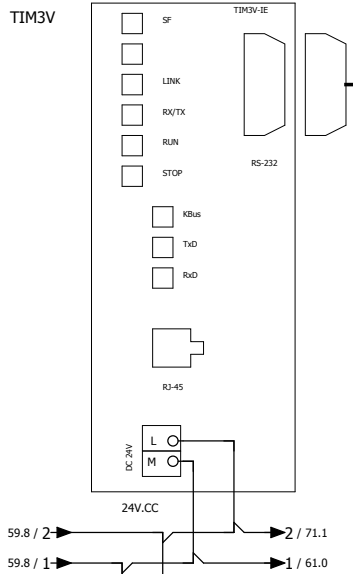 TIM3V
TIM3V-IE
SF
LINK
RX/TX
RUN
STOP
RS-232
KBus
TxD
RxD
RJ-45
DC 24V
L
M
24V.CC
59.8 / 2
2 / 71.1
59.8 / 1
1 / 61.0